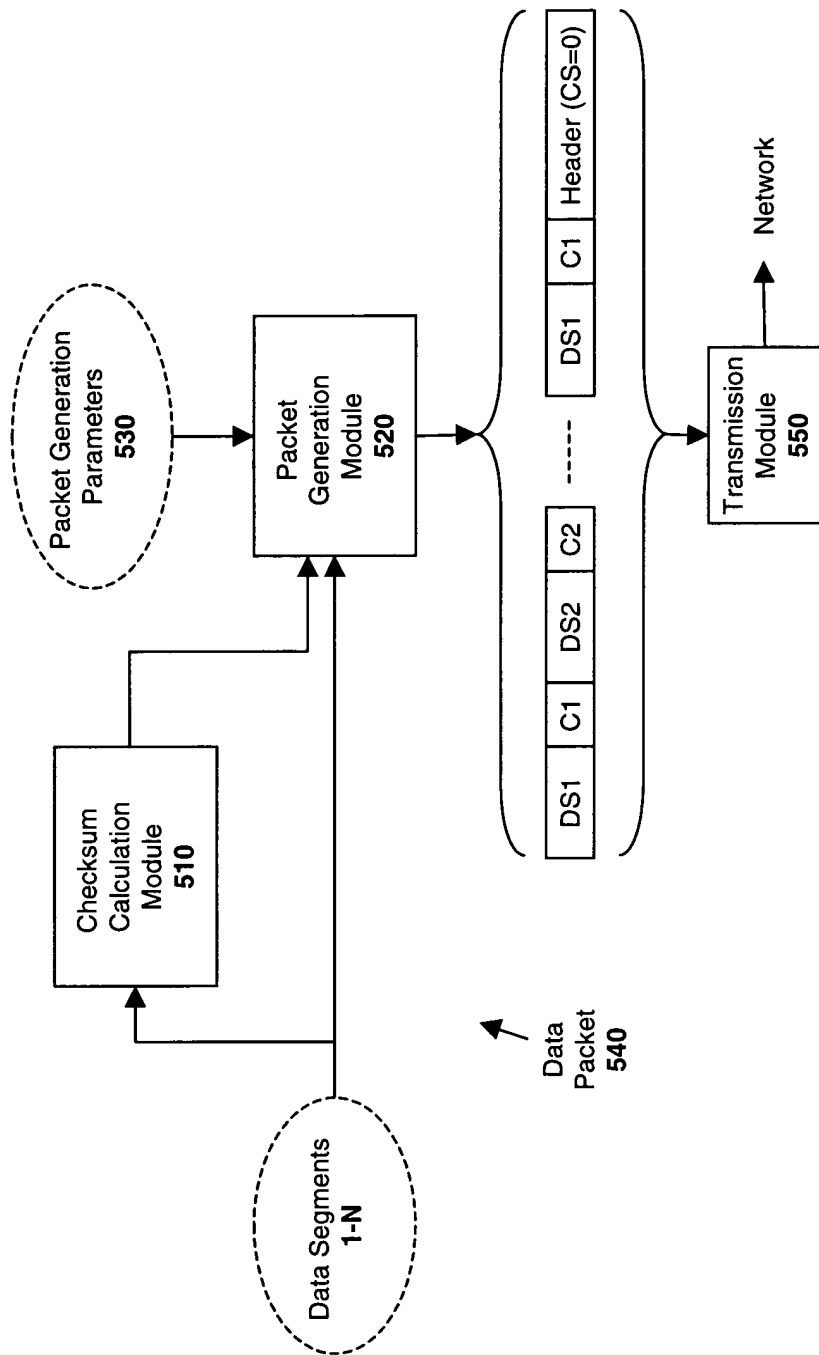 Packet Generation
Parameters
530
Checksum
Calculation
Module
510
Packet
Generation
Module
520
Data Segments
1-N
Data
Packet
540
DS1 C1 DS2 C2 DS1 C1 Header (CS=0)
Transmission
Module
550
Network